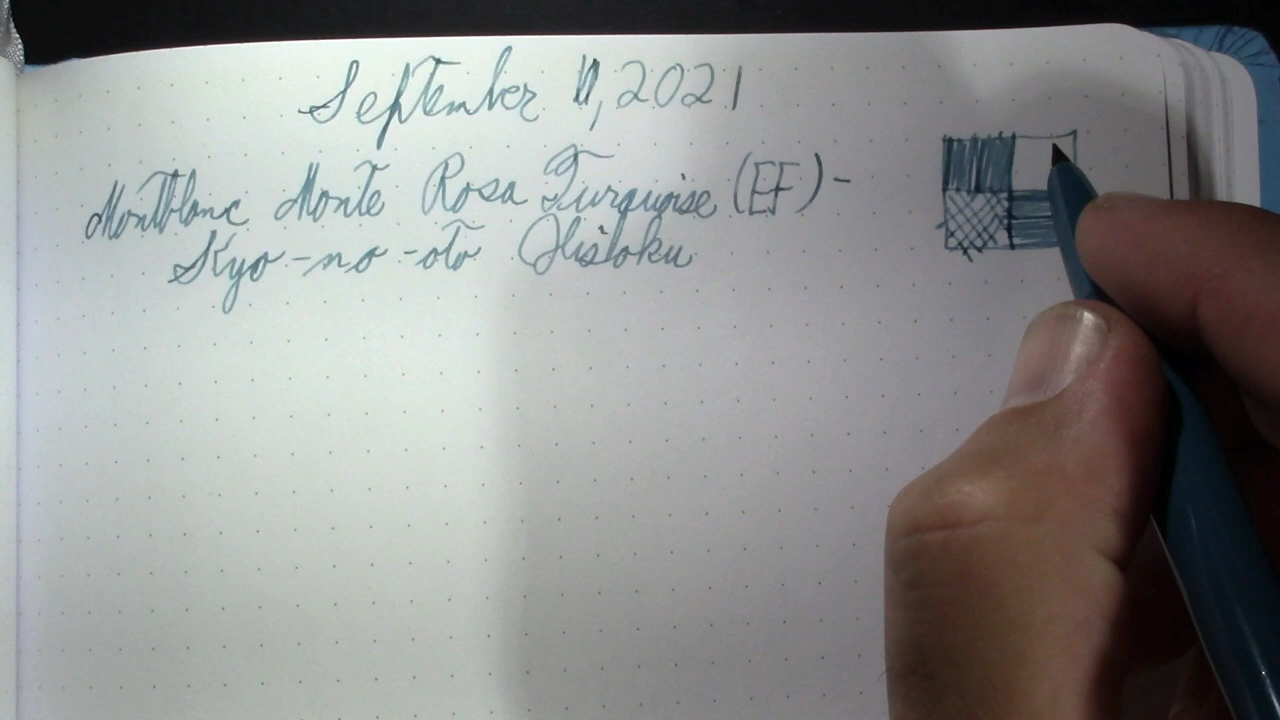 September 11, 2021
Montblanc Monte Rosa Turquoise (EF) -
Kyo-no-oto Hisoku